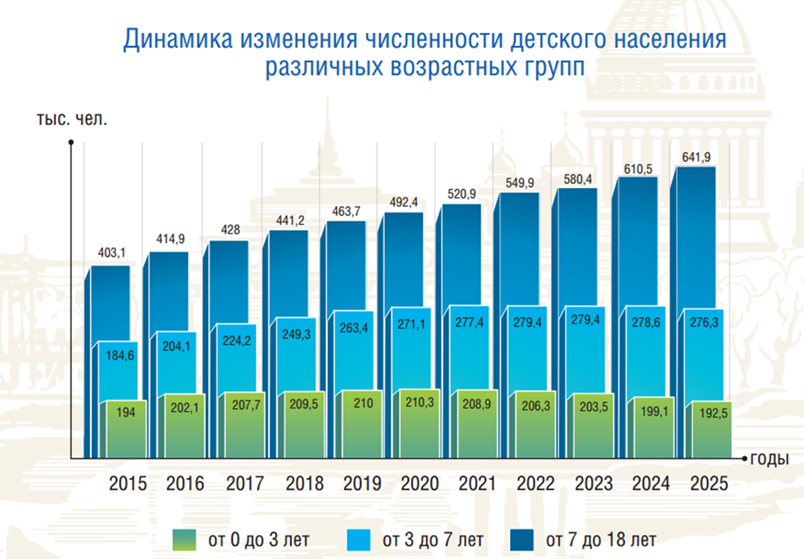 Динамика изменения численности детского населения
различных возрастных групп
тыс. чел.
403,1 414,9 428 441,2 463,7 492,4 520,9 549,9 580,4 610,5 641,9
184,6 204,1 224,2 249,3 263,4 271,1 277,4 279,4 279,4 278,6 276,3
194 202,1 207,7 209,5 210 210,3 208,9 206,3 203,5 199,1 192,5
годы
2015 2016 2017 2018 2019 2020 2021 2022 2023 2024 2025
от 0 до 3 лет от 3 до 7 лет от 7 до 18 лет